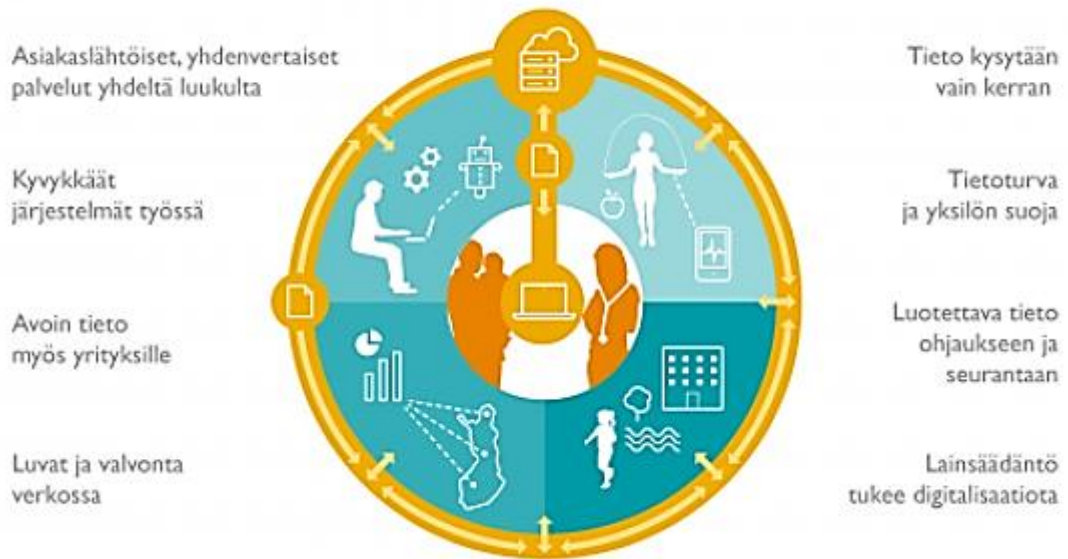 Asiakaslähtöiset, yhdenvertaiset
palvelut yhdeltä luukulta
Kyvykkäät
järjestelmät työssä
Avoin tieto
myös yrityksille
Luvat ja valvonta
verkossa
Tieto kysytään
vain kerran
Tietoturva
ja yksilön suoja
Luotettava tieto
ohjaukseen ja
seurantaan
Lainsäädäntö
tukee digitalisaatiota